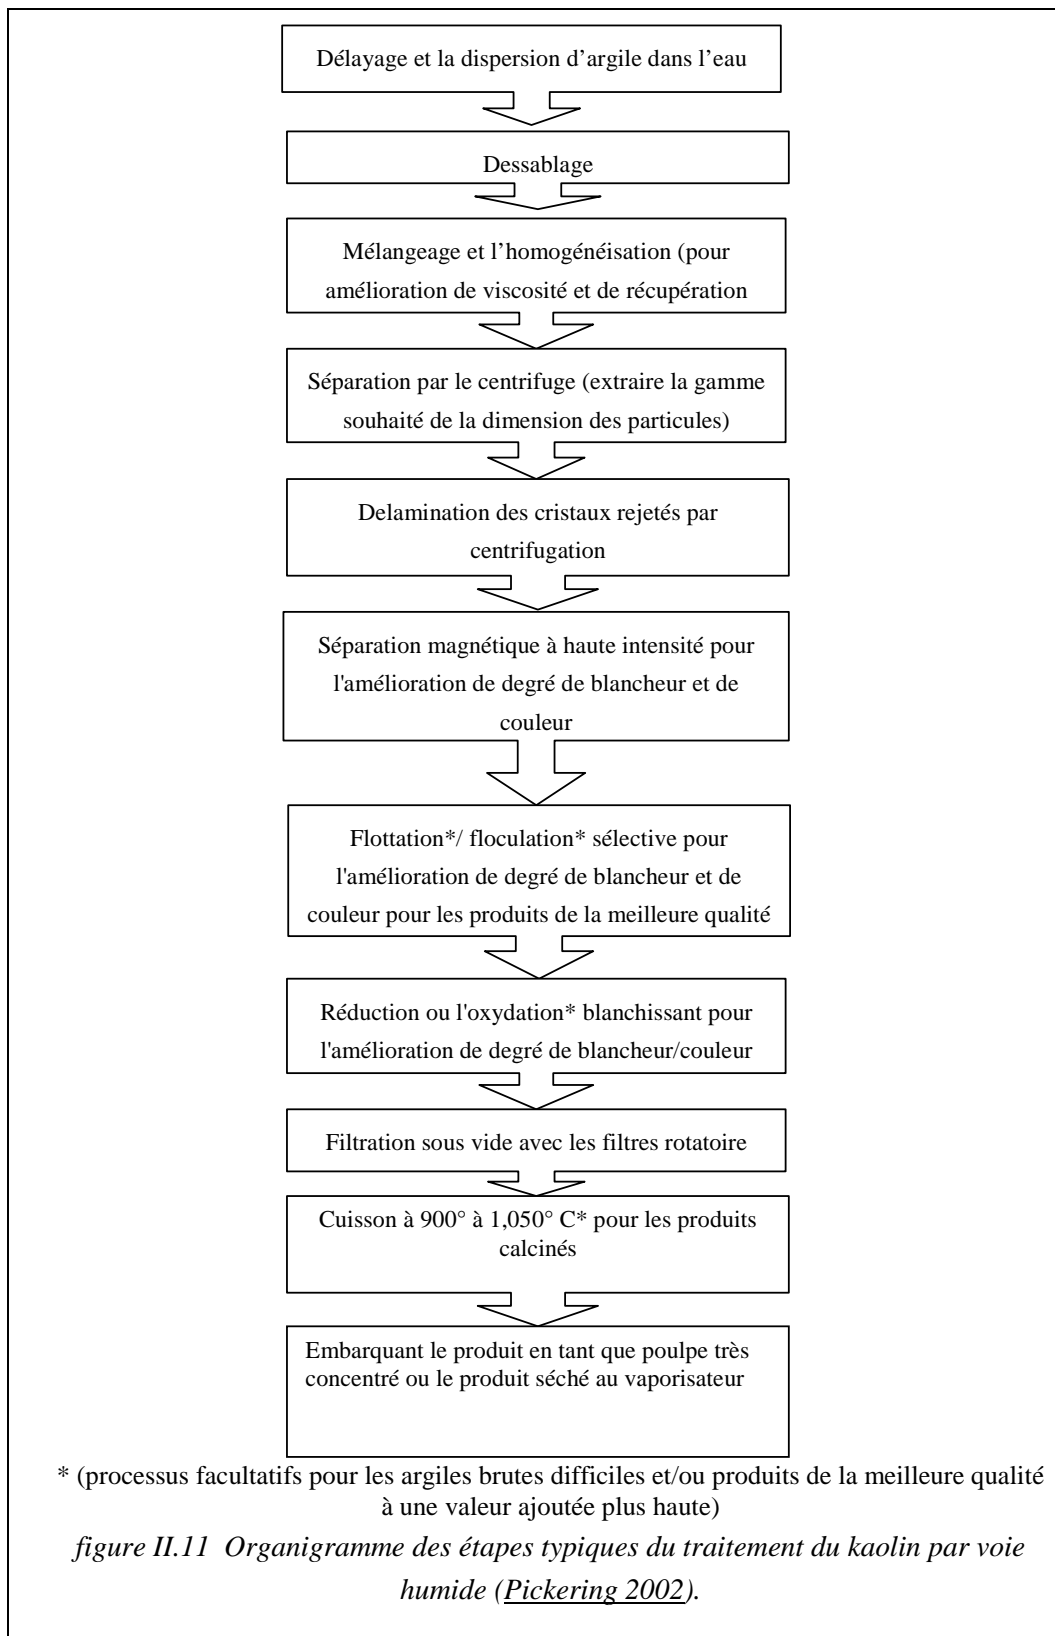 Délayage et la dispersion d’argile dans l’eau
Dessablage
Mélangeage et l’homogénéisation (pour
amélioration de viscosité et de récupération
Séparation par le centrifuge (extraire la gamme
souhaité de la dimension des particules)
Delamination des cristaux rejetés par
centrifugation
Séparation magnétique à haute intensité pour
l'amélioration de degré de blancheur et de
couleur
Flottation*/ floculation* sélective pour
l'amélioration de degré de blancheur et de
couleur pour les produits de la meilleure qualité
Réduction ou l'oxydation* blanchissant pour
l'amélioration de degré de blancheur/couleur
Filtration sous vide avec les filtres rotatoire
Cuisson à 900° à 1,050° C* pour les produits
calcinés
Embarquant le produit en tant que poulpe très
concentré ou le produit séché au vaporisateur
* (processus facultatifs pour les argiles brutes difficiles et/ou produits de la meilleure qualité
à une valeur ajoutée plus haute)
figure II.11 Organigramme des étapes typiques du traitement du kaolin par voie
humide (Pickering 2002).